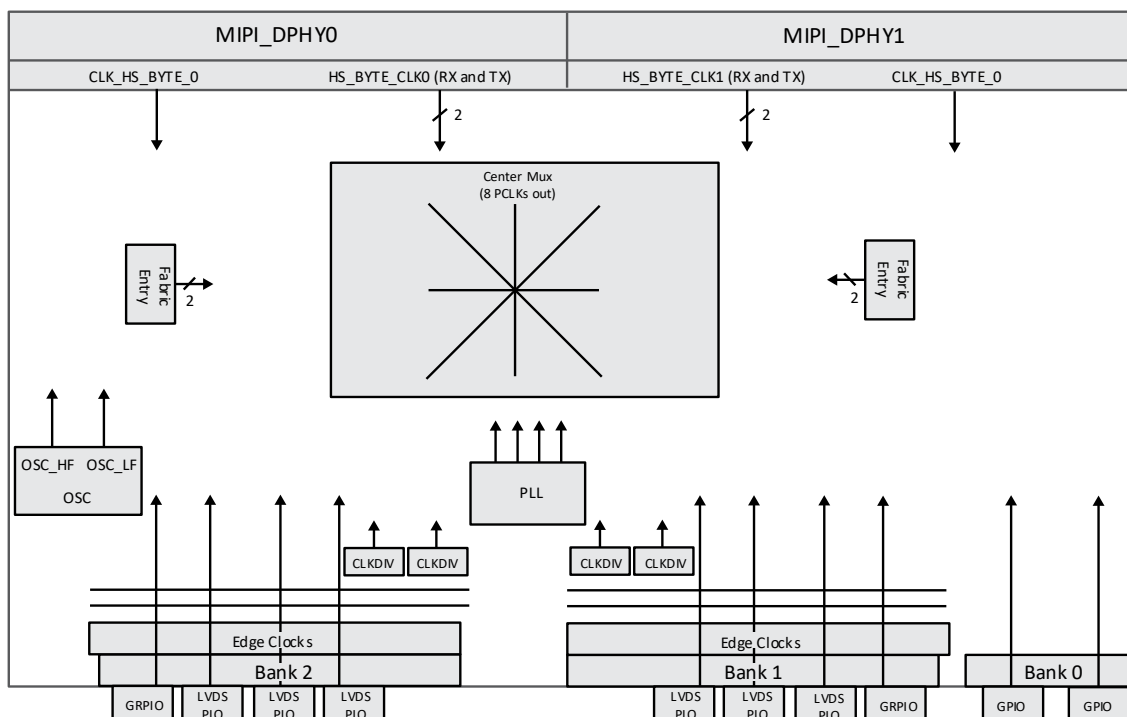 MIPI_DPHY0
MIPI_DPHY1
CLK_HS_BYTE_0
HS_BYTE_CLK0 (RX and TX)
HS_BYTE_CLK1 (RX and TX)
CLK_HS_BYTE_0
2
2
Center Mux
(8 PCLKs out)
Fabric
Entry
2
Fabric
Entry
2
OSC_HF
OSC_LF
OSC
PLL
CLKDIV
CLKDIV
CLKDIV
CLKDIV
Edge Clocks
Edge Clocks
Bank 2
Bank 1
Bank 0
GRPIO
LVDS
PIO
LVDS
PIO
LVDS
PIO
LVDS
PIO
LVDS
PIO
LVDS
PIO
GRPIO
GPIO
GPIO